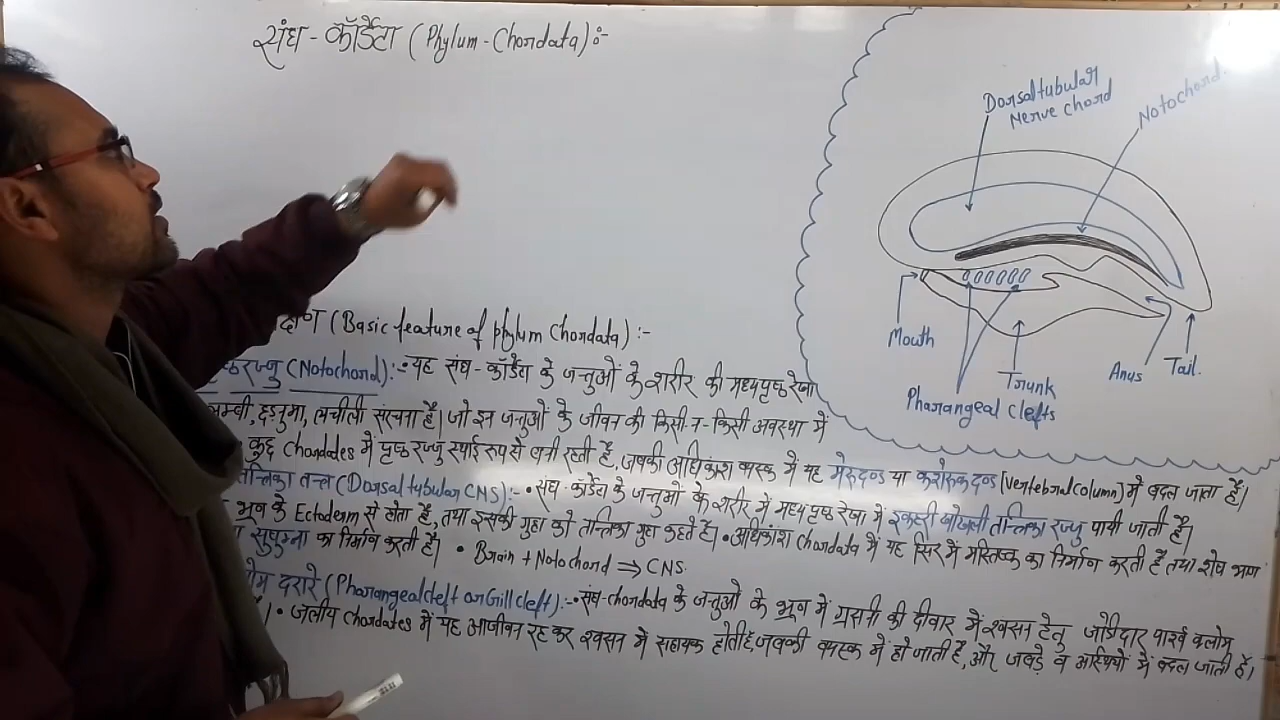 संघ - कॉर्डेटा (Phylum-Chordata):-
Dorsal tubular
Nerve chord
Notochord.
Mouth
Pharangeal clefts
Trunk
Anus
Tail.
(Basic feature of phylum Chordata):-
रज्जु (Notochord):- यह संघ - कॉर्डेटा के जन्तुओं के शरीर की मध्यपृष्ठ रेखा
लम्बी, दण्डनुमा, लचीली संरचना है। जो इन जन्तुओं के जीवन की किसी-न-किसी अवस्था में
कुछ Chordates में पृष्ठ रज्जु स्थाई रूप से बनी रहती है, जबकी अधिकांश वयस्क में यह मेरुदण्ड या कशेरुक दण्ड [Vertebral Column] में बदल जाता है।
तन्त्रिका तन्त्र (Dorsal tubular CNS):- • संघ-कॉर्डेटा के जन्तुओं के शरीर में मध्यपृष्ठ रेखा में इकहरी खोखली तन्त्रिका रज्जु पायी जाती है।
भ्रूण के Ectoderm से होता है, तथा इसकी गुहा को तन्त्रिका गुहा कहते है। • अधिकांश Chordata में यह सिर में मस्तिष्क का निर्माण करती है तथा शेष भाग
सुषुम्ना का निर्माण करती है। • Brain + Notochord ⇒ CNS.
दरारे (Pharangeal cleft or Gill cleft):- • संघ-chordata के जन्तुओं के भ्रूण में ग्रसनी की दीवार में श्वसन हेतु जोड़ीदार पार्श्व क्लोम
• जलीय Chordates में यह आजीवन रह कर श्वसन में सहायक होती है, जबकी वयस्क में हो जाती है, और जबड़े व अस्थियों में बदल जाती है।